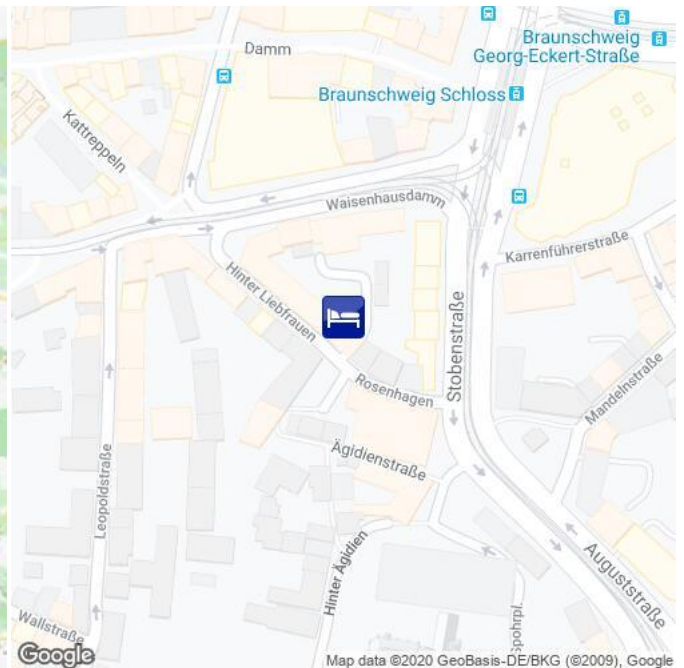 Damm
Braunschweig
Georg-Eckert-Straße
Braunschweig Schloss
Kattreppeln
Waisenhausdamm
Karrenführerstraße
Hinter Liebfrauen
Stobenstraße
Rosenhagen
Mandelnstraße
Ägidienstraße
Leopoldstraße
Hinter Ägidien
Auguststraße
Spohrpl.
Wallstraße
Google
Map data ©2020 GeoBasis-DE/BKG (©2009), Google